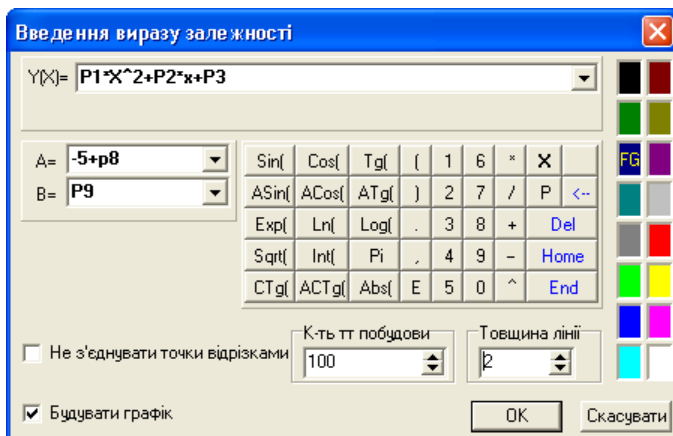 Введення виразу залежності
Y(X)= P1*X^2+P2*x+P3
A= -5+p8
B= P9
Sin( Cos( Tg( ( 1 6 * X
ASin( ACos( ATg( ) 2 7 / P <--
Exp( Ln( Log( . 3 8 + Del
Sqrt( Int( Pi , 4 9 - Home
CTg( ACTg( Abs( E 5 0 ^ End
FG
К-ть тт побудови
Товщина лінії
Не з'єднувати точки відрізками
100
2
Будувати графік
OK
Скасувати